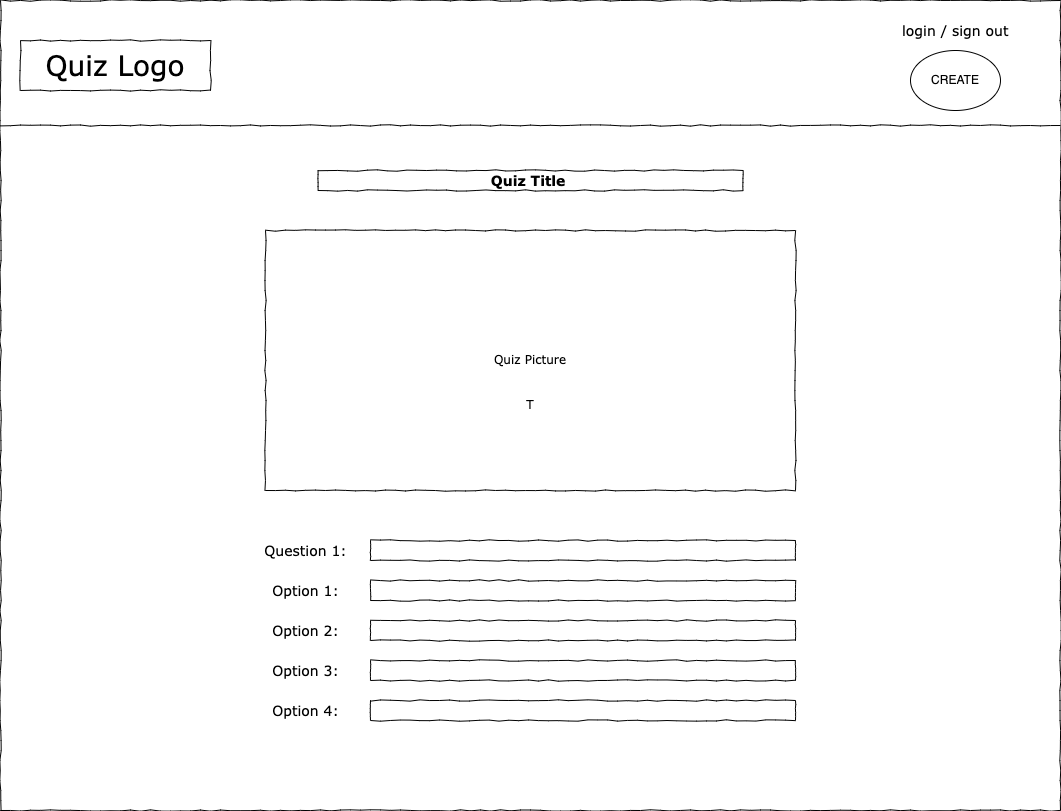 login / sign out
Quiz Logo
CREATE
Quiz Title
Quiz Picture
T
Question 1:
Option 1:
Option 2:
Option 3:
Option 4: